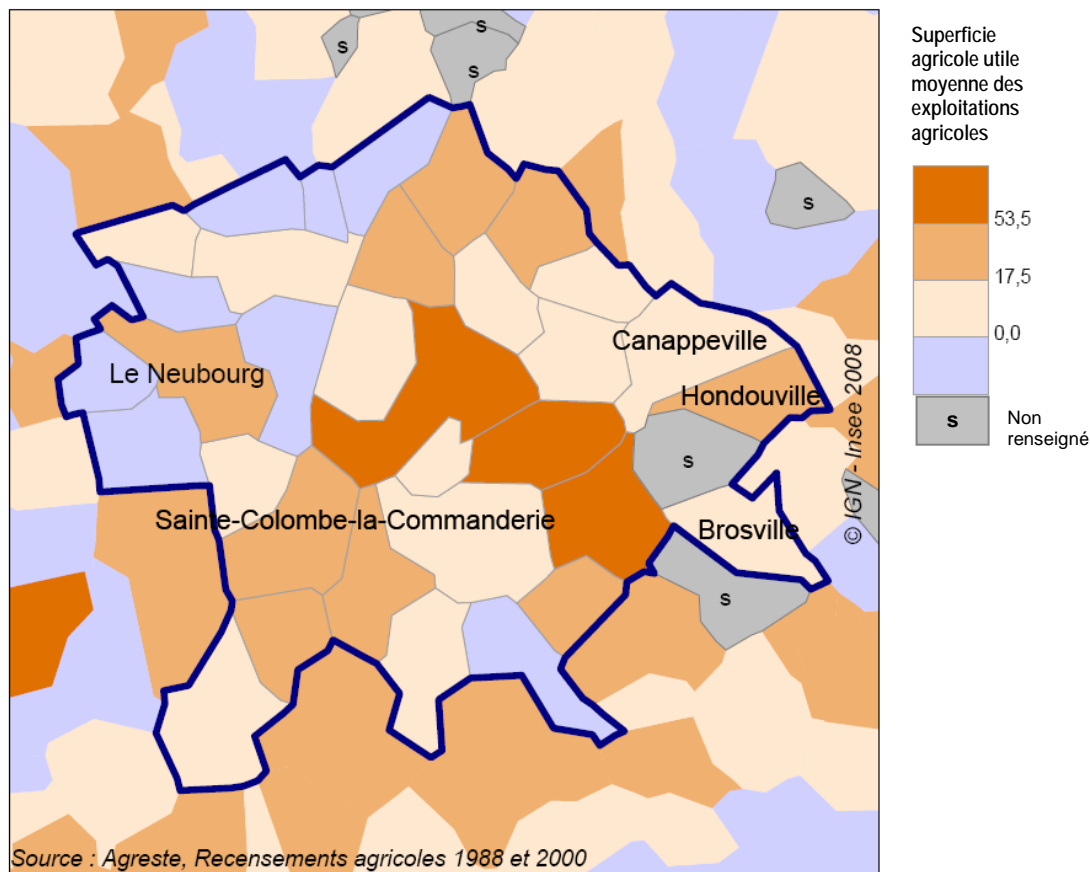 s
s
s
Superficie
agricole utile
moyenne des
exploitations
agricoles
s
53,5
17,5
0,0
s Non
renseigné
Canappeville
Le Neubourg
Hondouville
s
Sainte-Colombe-la-Commanderie
Brosville
s
© IGN - Insee 2008
Source : Agreste, Recensements agricoles 1988 et 2000